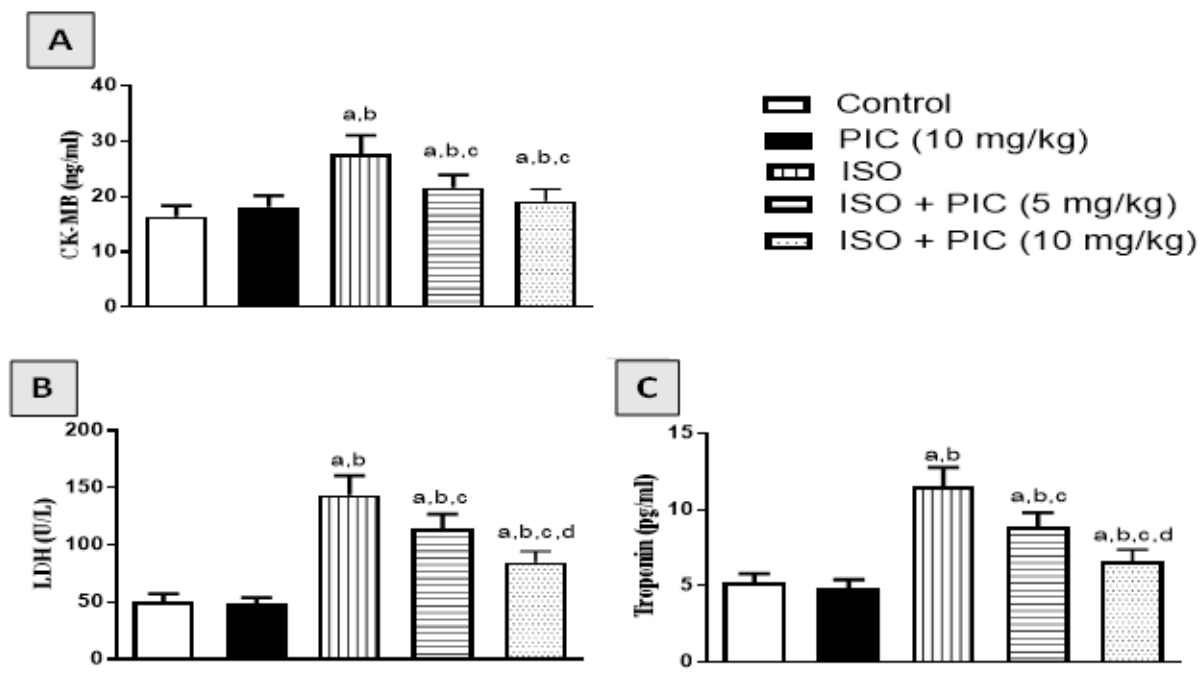 A
CK-MB (ng/ml)
40
30
20
10
0
a,b
a,b,c
a,b,c
Control
PIC (10 mg/kg)
ISO
ISO + PIC (5 mg/kg)
ISO + PIC (10 mg/kg)
B
LDH (U/L)
200
150
100
50
0
a,b
a,b,c
a,b,c,d
C
Troponin (pg/ml)
15
10
5
0
a,b
a,b,c
a,b,c,d